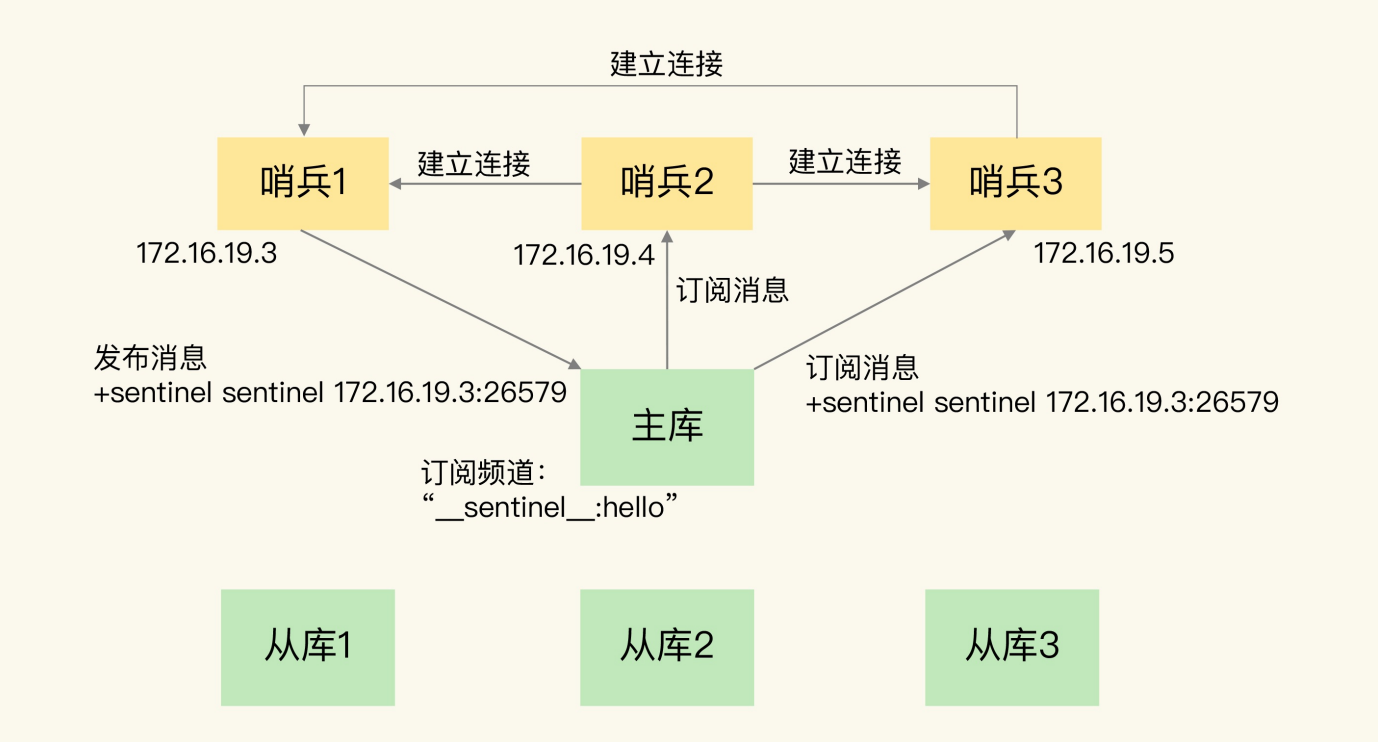 建立连接
哨兵1
建立连接
哨兵2
建立连接
哨兵3
172.16.19.3
172.16.19.4
172.16.19.5
订阅消息
发布消息
+sentinel sentinel 172.16.19.3:26579
订阅消息
+sentinel sentinel 172.16.19.3:26579
主库
订阅频道：
“__sentinel__:hello”
从库1
从库2
从库3